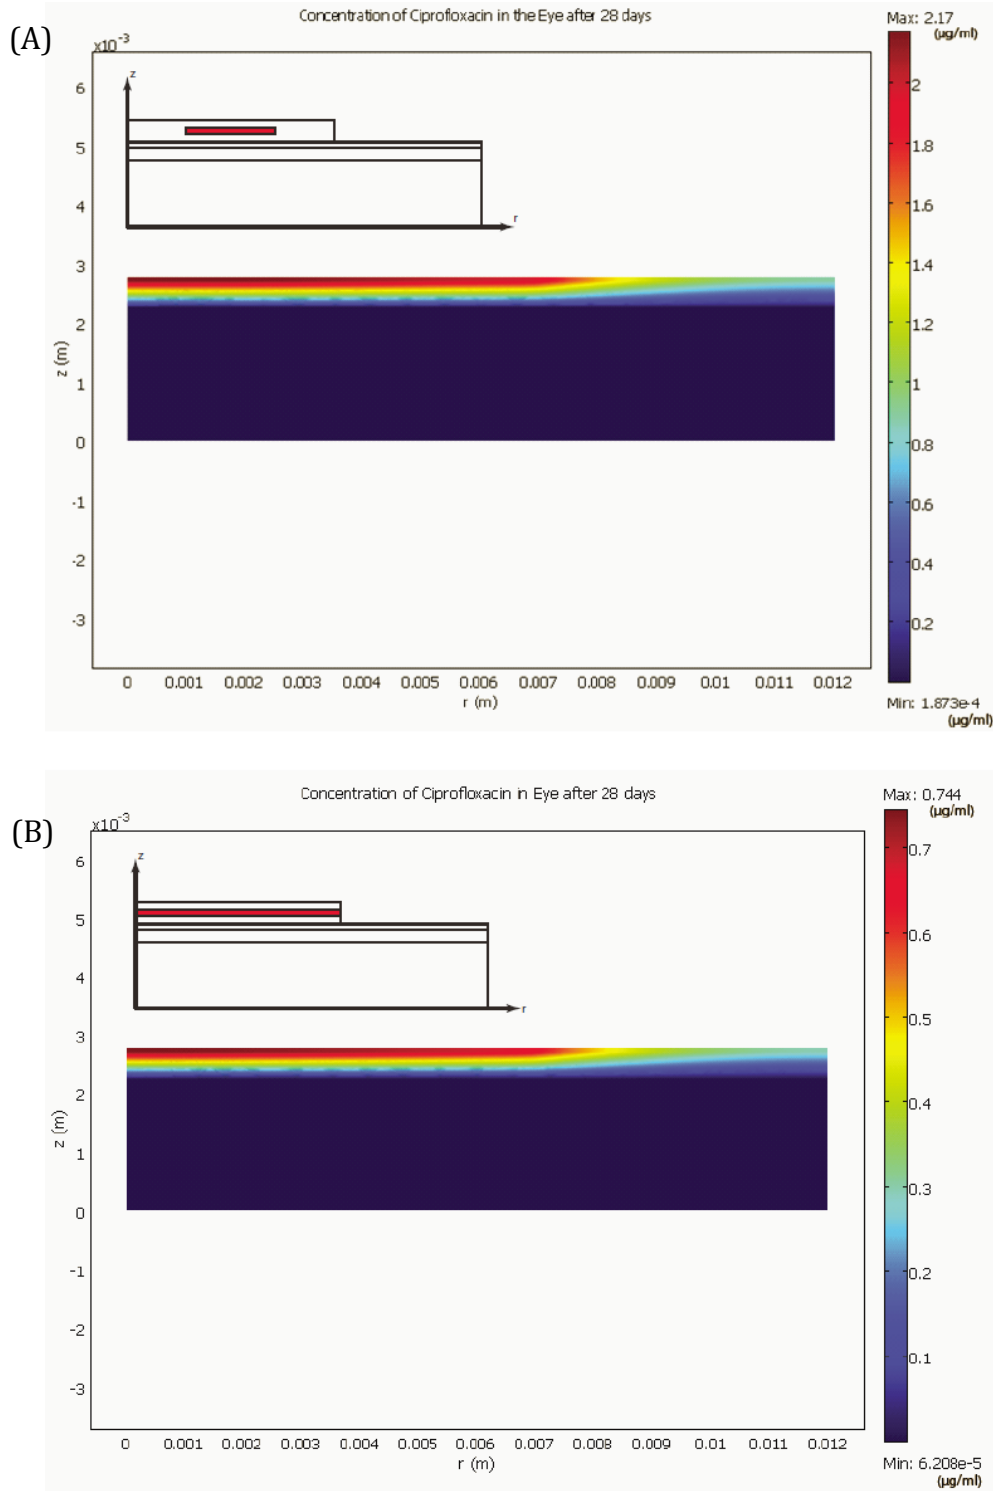 (A)
Concentration of Ciprofloxacin in the Eye after 28 days
Max: 2.17
(µg/ml)
x10⁻³
6
5
4
3
2
1
0
-1
-2
-3
z (m)
z
r
0 0.001 0.002 0.003 0.004 0.005 0.006 0.007 0.008 0.009 0.01 0.011 0.012
r (m)
2
1.8
1.6
1.4
1.2
1
0.8
0.6
0.4
0.2
Min: 1.873e-4
(µg/ml)
(B)
Concentration of Ciprofloxacin in Eye after 28 days
Max: 0.744
(µg/ml)
x10⁻³
6
5
4
3
2
1
0
-1
-2
-3
z (m)
z
r
0 0.001 0.002 0.003 0.004 0.005 0.006 0.007 0.008 0.009 0.01 0.011 0.012
r (m)
0.7
0.6
0.5
0.4
0.3
0.2
0.1
Min: 6.208e-5
(µg/ml)